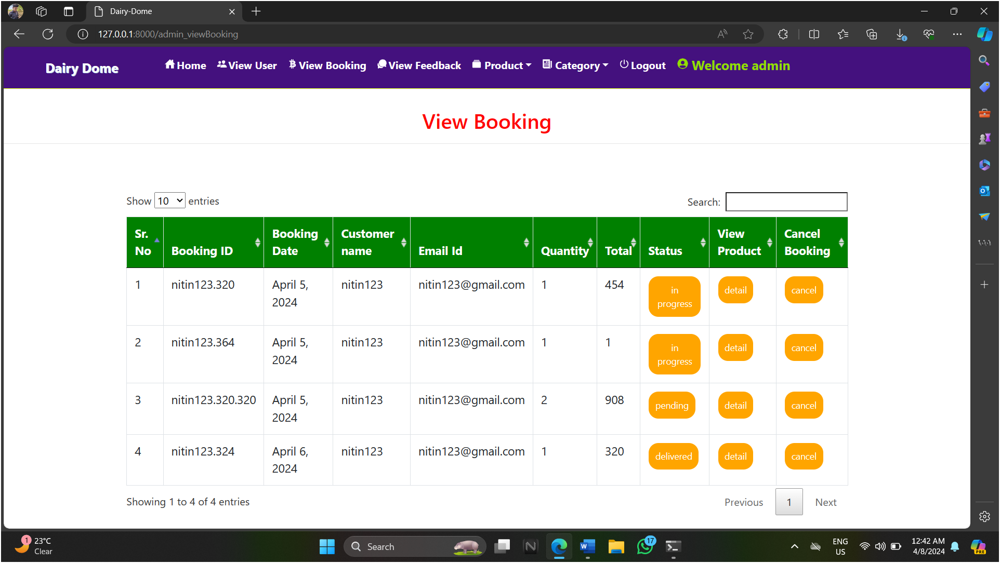 Dairy-Dome
127.0.0.1:8000/admin_viewBooking
Dairy Dome Home View User View Booking View Feedback Product Category Logout Welcome admin
View Booking
Show 10 entries Search:
Sr. No Booking ID Booking Date Customer name Email Id Quantity Total Status View Product Cancel Booking
1 nitin123.320 April 5, 2024 nitin123 nitin123@gmail.com 1 454 in progress detail cancel
2 nitin123.364 April 5, 2024 nitin123 nitin123@gmail.com 1 1 in progress detail cancel
3 nitin123.320.320 April 5, 2024 nitin123 nitin123@gmail.com 2 908 pending detail cancel
4 nitin123.324 April 6, 2024 nitin123 nitin123@gmail.com 1 320 delivered detail cancel
Showing 1 to 4 of 4 entries Previous 1 Next
1 23°C
Clear
Search
17
ENG
US
12:42 AM
4/8/2024
PRE